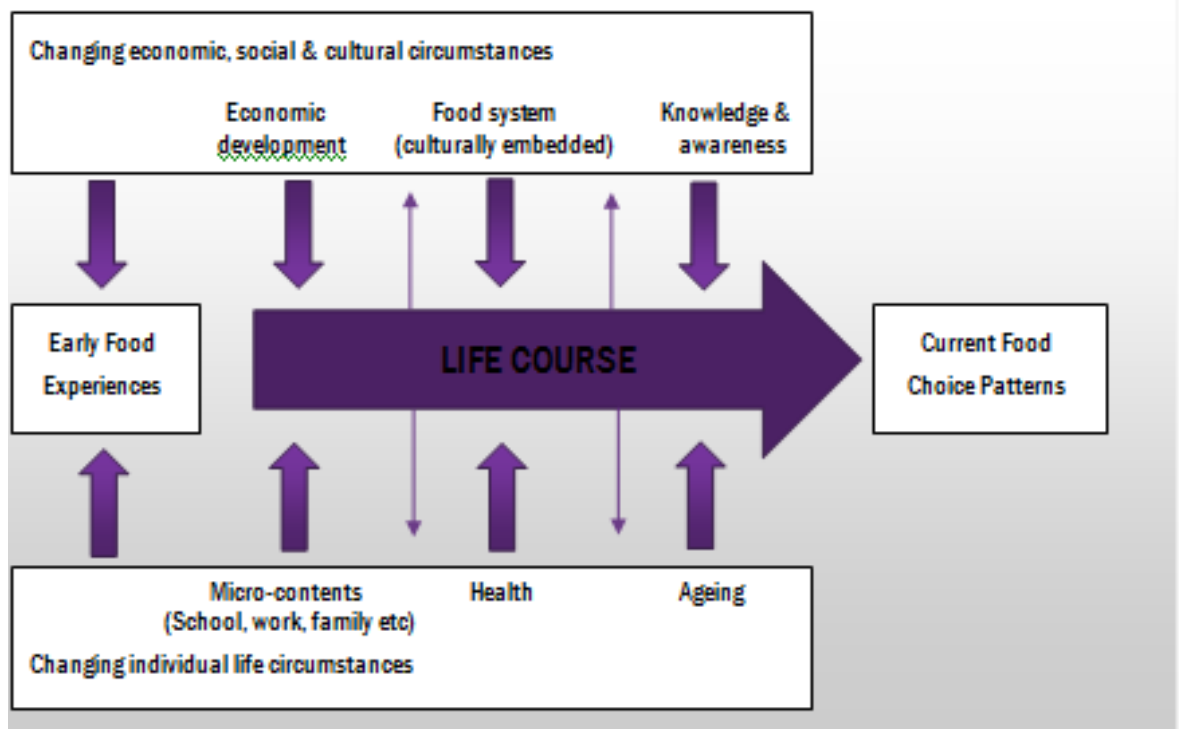 Changing economic, social & cultural circumstances
Economic
development
Food system
(culturally embedded)
Knowledge &
awareness
Early Food
Experiences
LIFE COURSE
Current Food
Choice Patterns
Micro-contents
(School, work, family etc)
Health
Ageing
Changing individual life circumstances